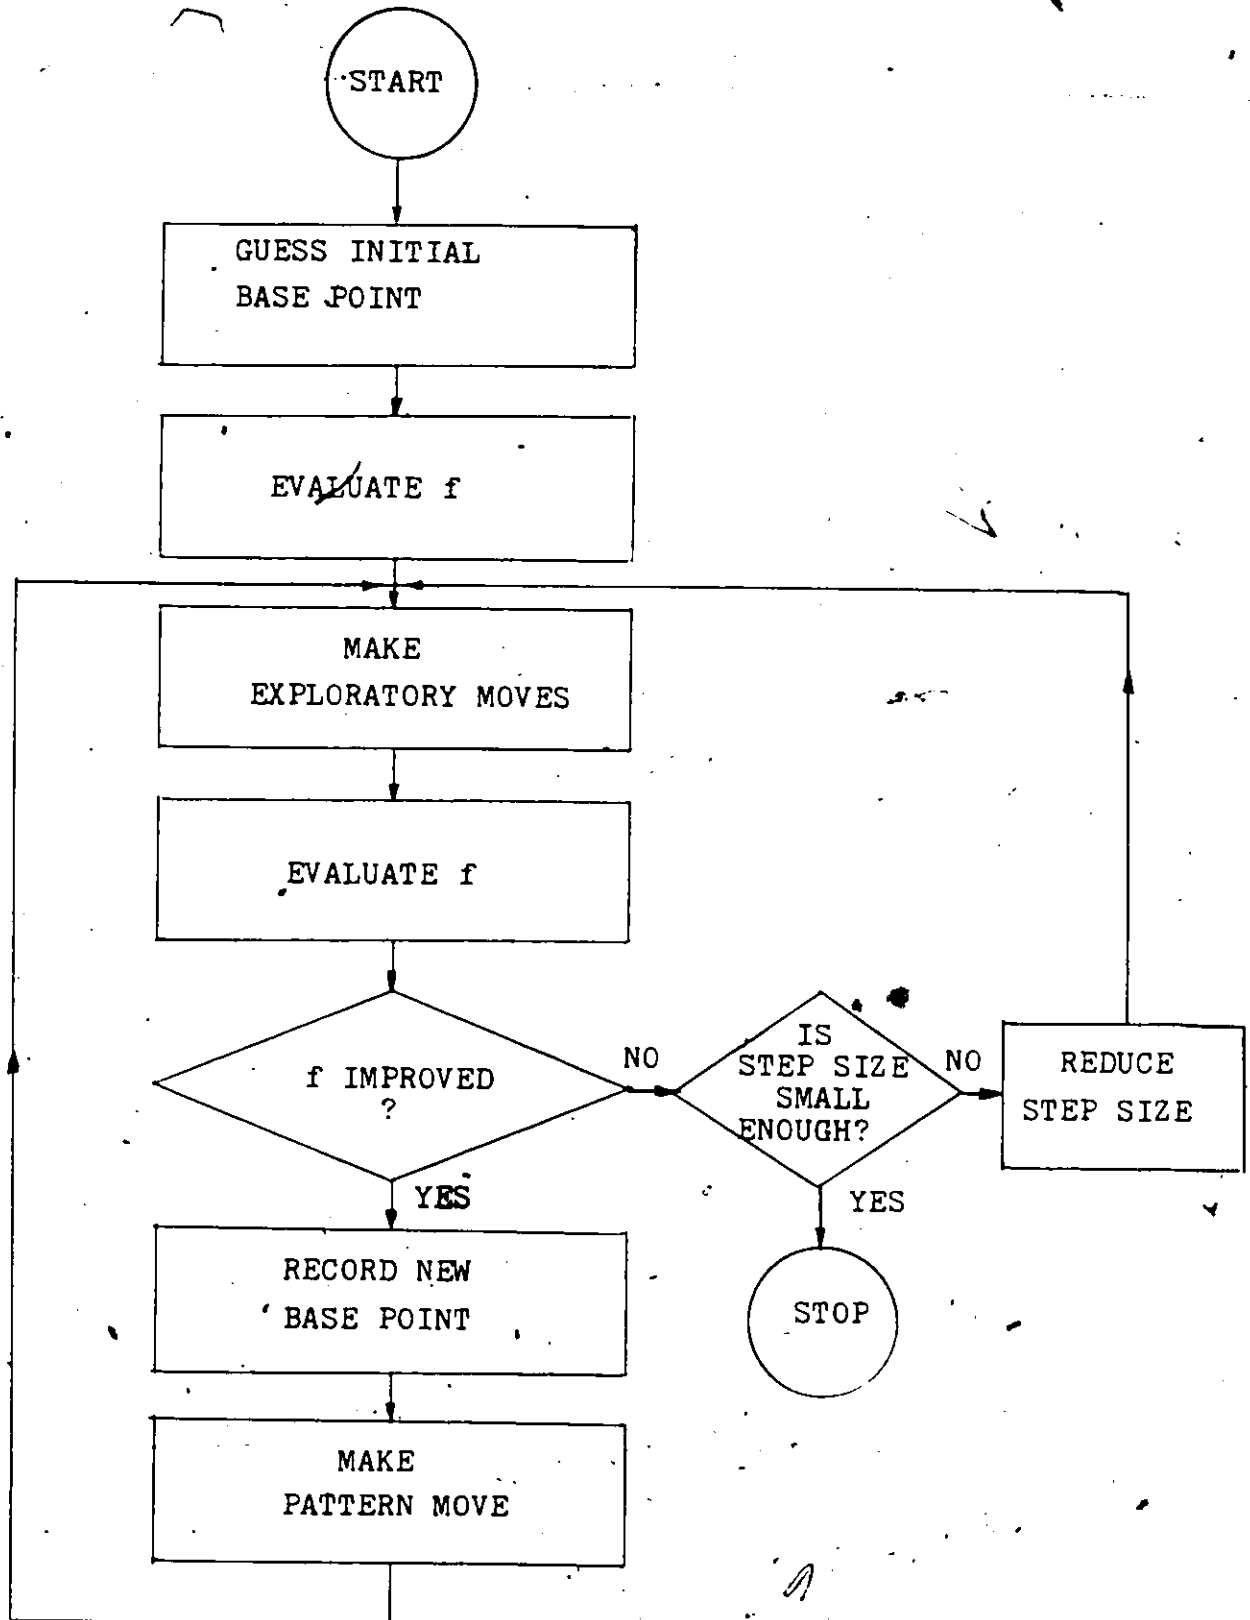 START
GUESS INITIAL
BASE POINT
EVALUATE f
MAKE
EXPLORATORY MOVES
EVALUATE f
f IMPROVED
?
NO
IS
STEP SIZE
SMALL
ENOUGH?
NO
REDUCE
STEP SIZE
YES
YES
RECORD NEW
BASE POINT
STOP
MAKE
PATTERN MOVE